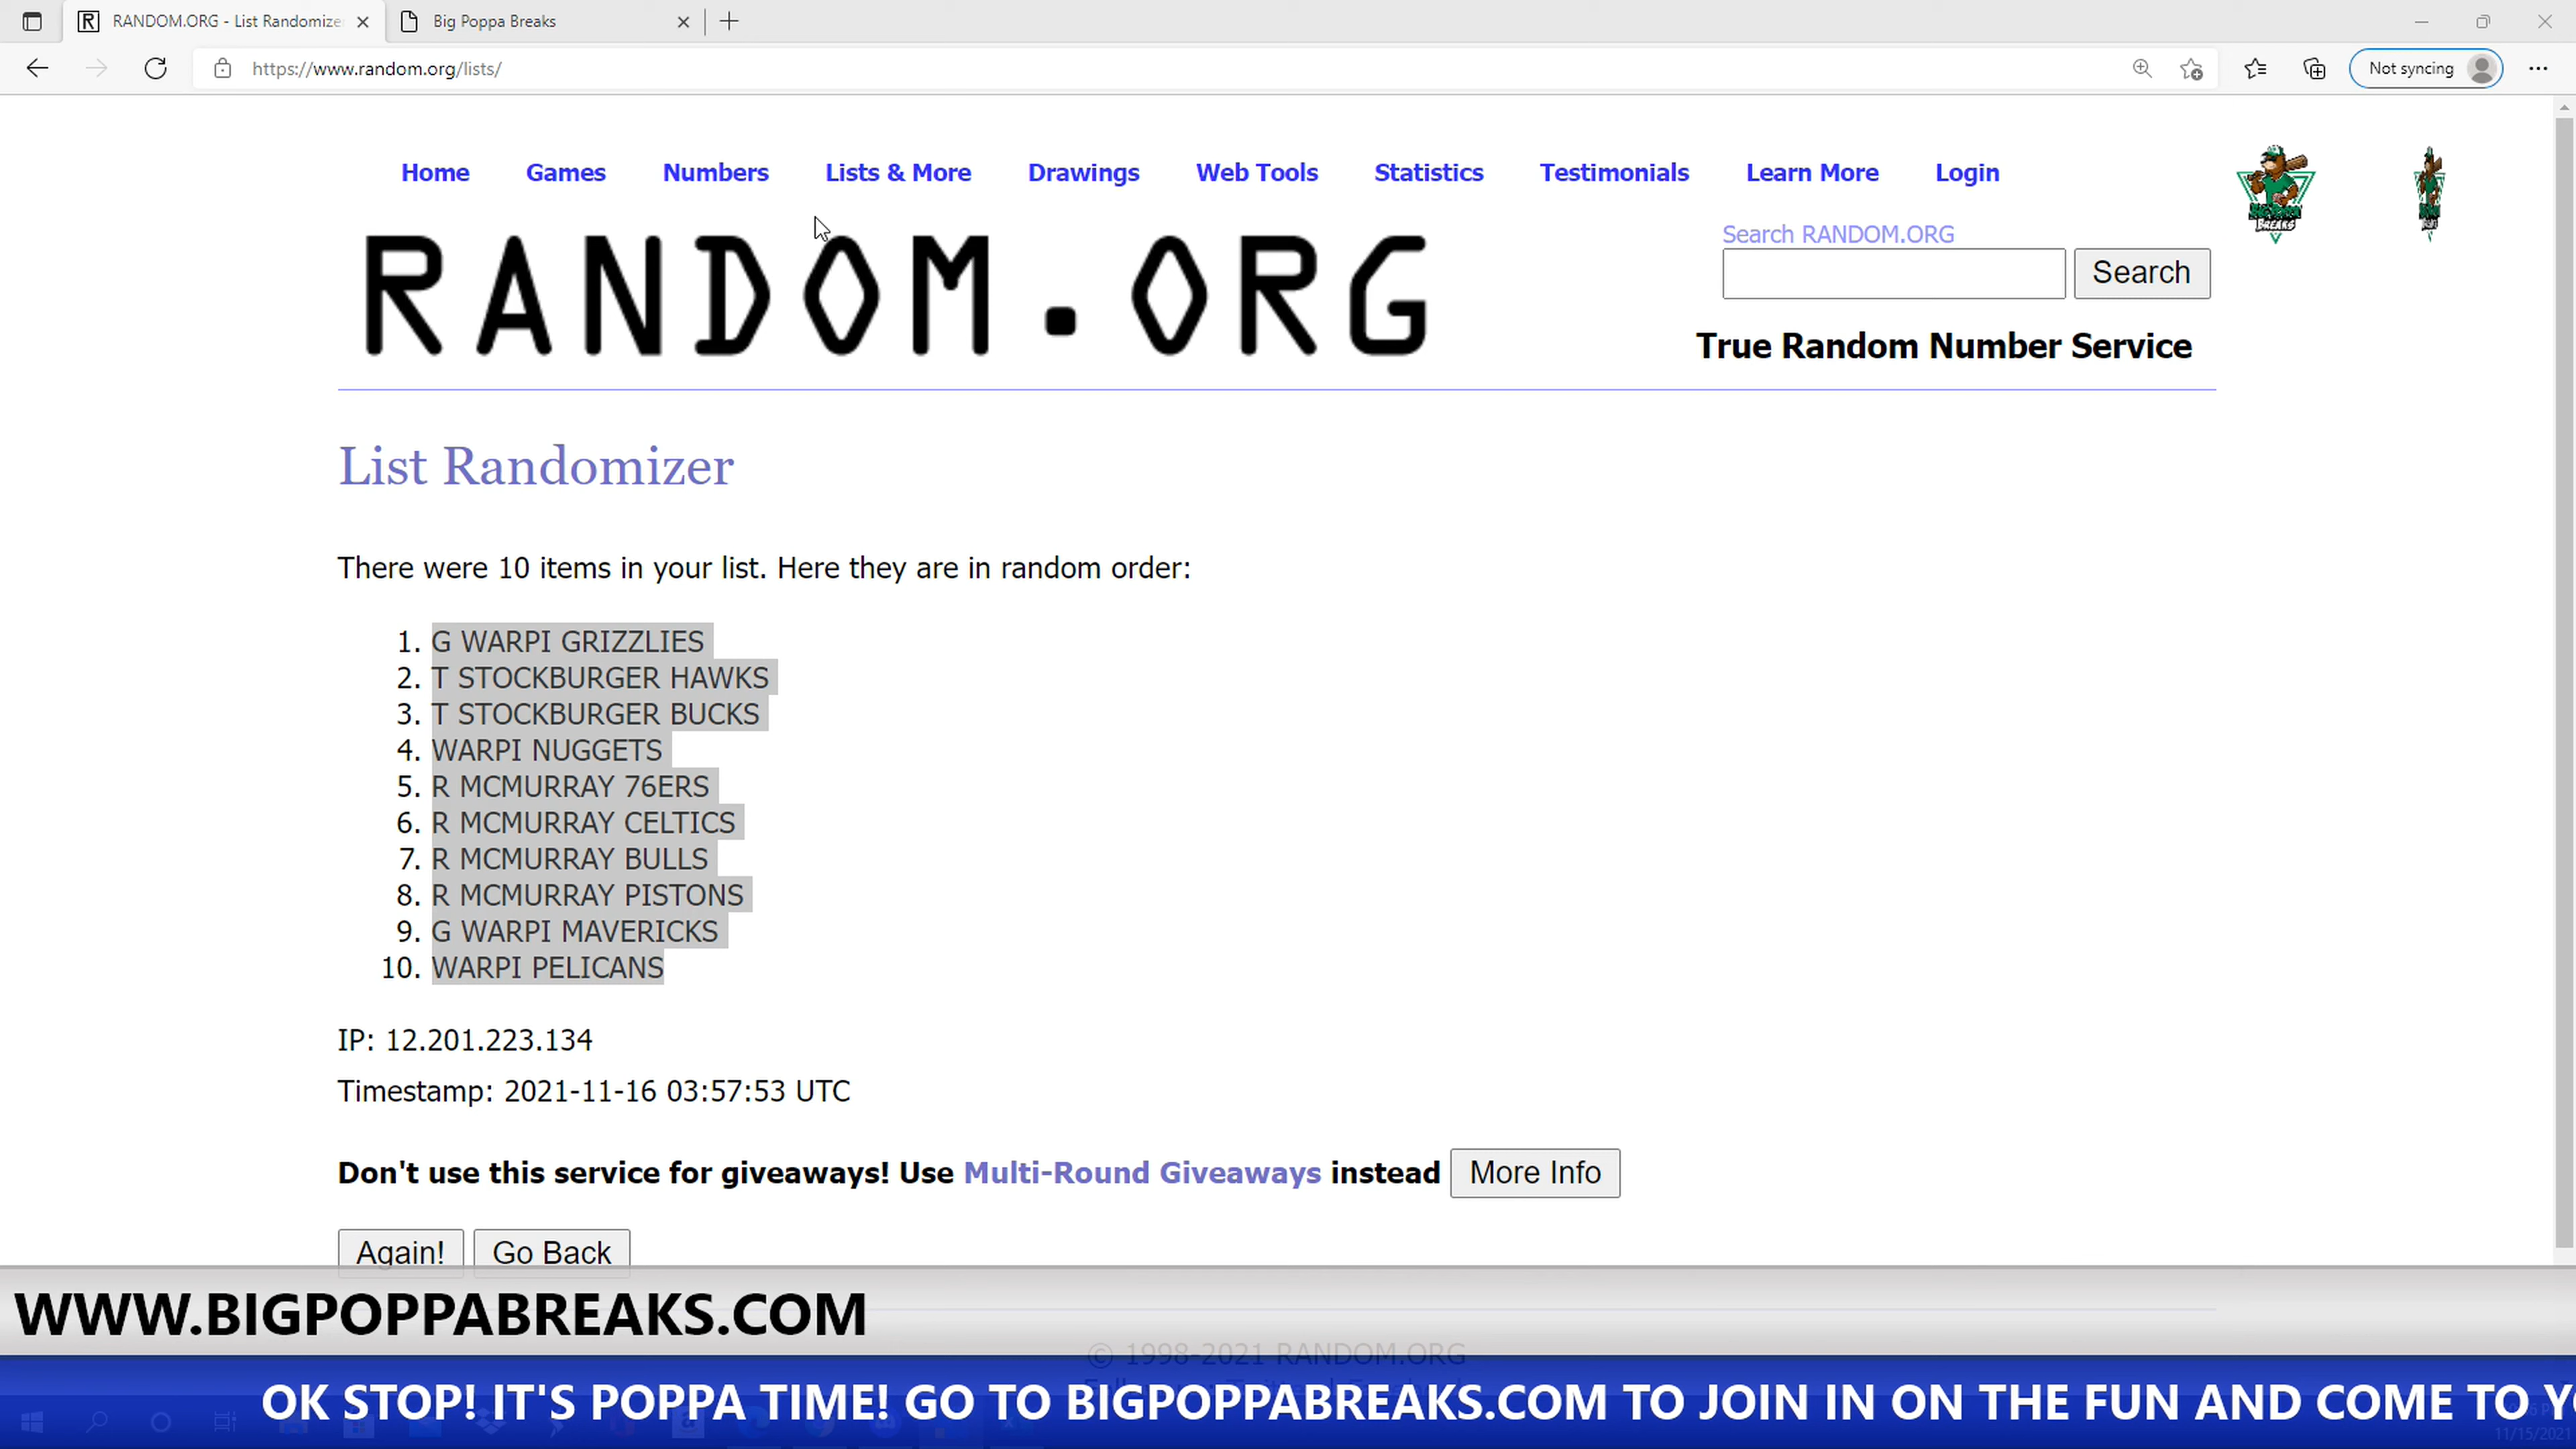 RANDOM.ORG - List Randomize
Big Poppa Breaks
https://www.random.org/lists/
Not syncing
Home Games Numbers Lists & More Drawings Web Tools Statistics Testimonials Learn More Login
RANDOM.ORG
Search RANDOM.ORG
Search
True Random Number Service
BREAKS
List Randomizer
There were 10 items in your list. Here they are in random order:
1. G WARPI GRIZZLIES
2. T STOCKBURGER HAWKS
3. T STOCKBURGER BUCKS
4. WARPI NUGGETS
5. R MCMURRAY 76ERS
6. R MCMURRAY CELTICS
7. R MCMURRAY BULLS
8. R MCMURRAY PISTONS
9. G WARPI MAVERICKS
10. WARPI PELICANS
IP: 12.201.223.134
Timestamp: 2021-11-16 03:57:53 UTC
Don't use this service for giveaways! Use Multi-Round Giveaways instead More Info
Again! Go Back
WWW.BIGPOPPABREAKS.COM
© 1998-2021 RANDOM.ORG
OK STOP! IT'S POPPA TIME! GO TO BIGPOPPABREAKS.COM TO JOIN IN ON THE FUN AND COME TO Y